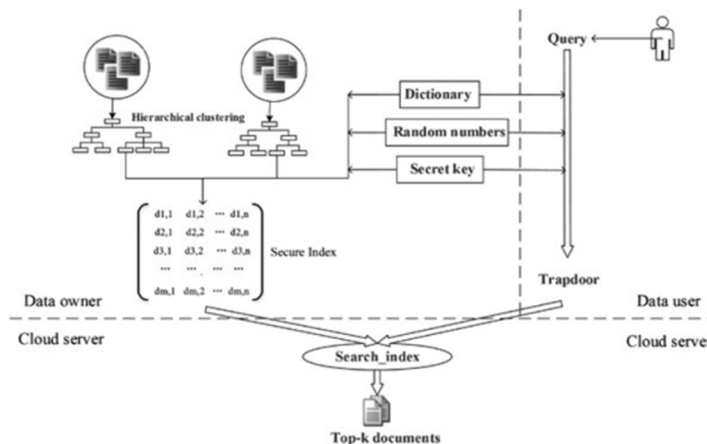 Query
Hierarchical clustering
Dictionary
Random numbers
Secret key
d1,1 d1,2 ··· d1,n
d2,1 d2,2 ··· d2,n
d3,1 d3,2 ··· d3,n
··· ··· . ··· ···
dm,1 dm,2 ··· dm,n
Secure Index
Trapdoor
Data owner
Data user
Cloud server
Cloud server
Search_index
Top-k documents